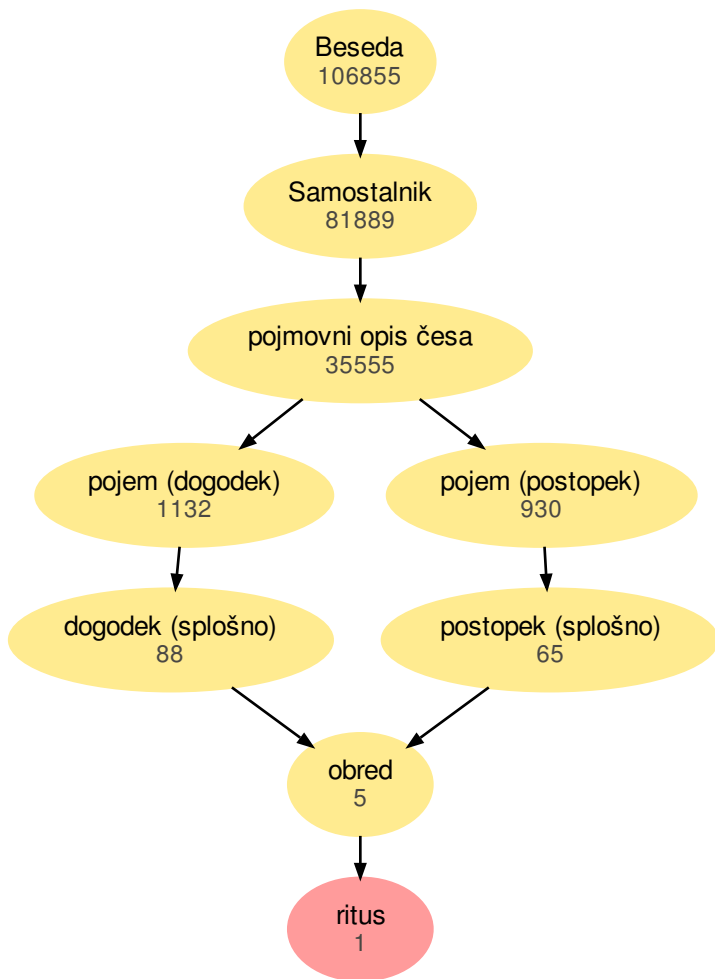 Beseda
106855
Samostalnik
81889
pojmovni opis česa
35555
pojem (dogodek)
1132
pojem (postopek)
930
dogodek (splošno)
88
postopek (splošno)
65
obred
5
ritus
1